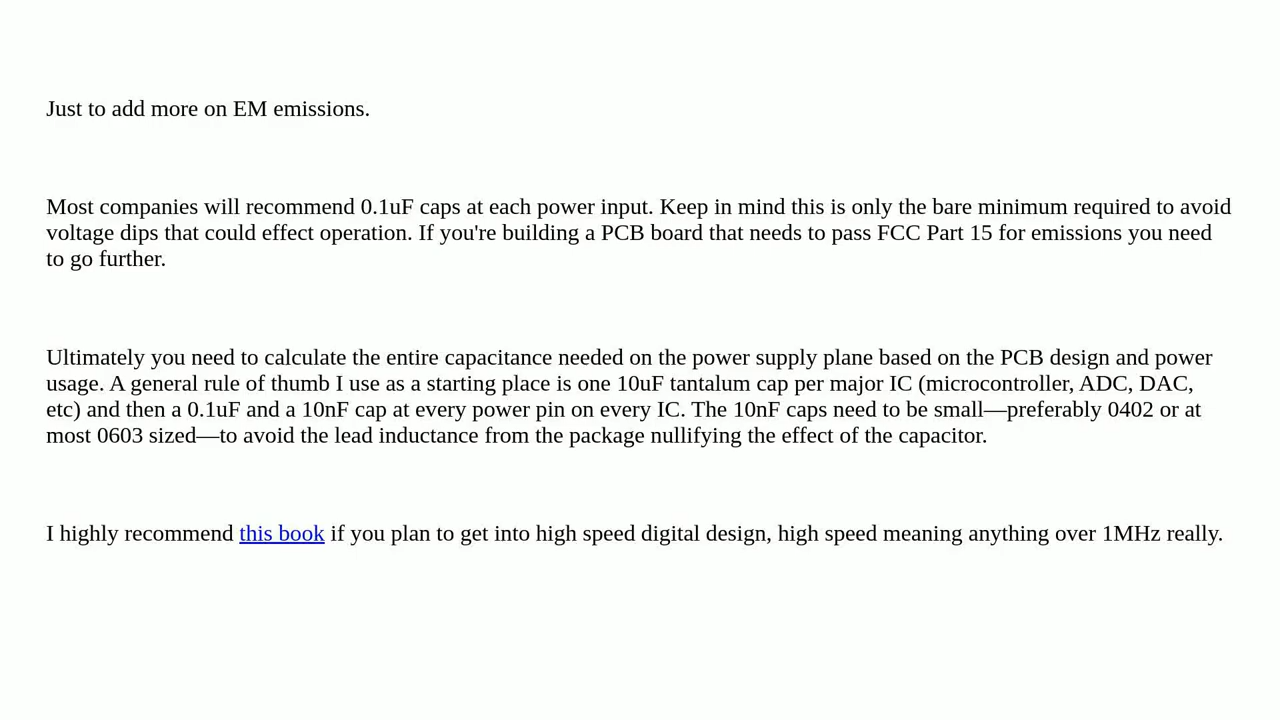 Just to add more on EM emissions.
Most companies will recommend 0.1uF caps at each power input. Keep in mind this is only the bare minimum required to avoid
voltage dips that could effect operation. If you're building a PCB board that needs to pass FCC Part 15 for emissions you need
to go further.
Ultimately you need to calculate the entire capacitance needed on the power supply plane based on the PCB design and power
usage. A general rule of thumb I use as a starting place is one 10uF tantalum cap per major IC (microcontroller, ADC, DAC,
etc) and then a 0.1uF and a 10nF cap at every power pin on every IC. The 10nF caps need to be small—preferably 0402 or at
most 0603 sized—to avoid the lead inductance from the package nullifying the effect of the capacitor.
I highly recommend this book if you plan to get into high speed digital design, high speed meaning anything over 1MHz really.